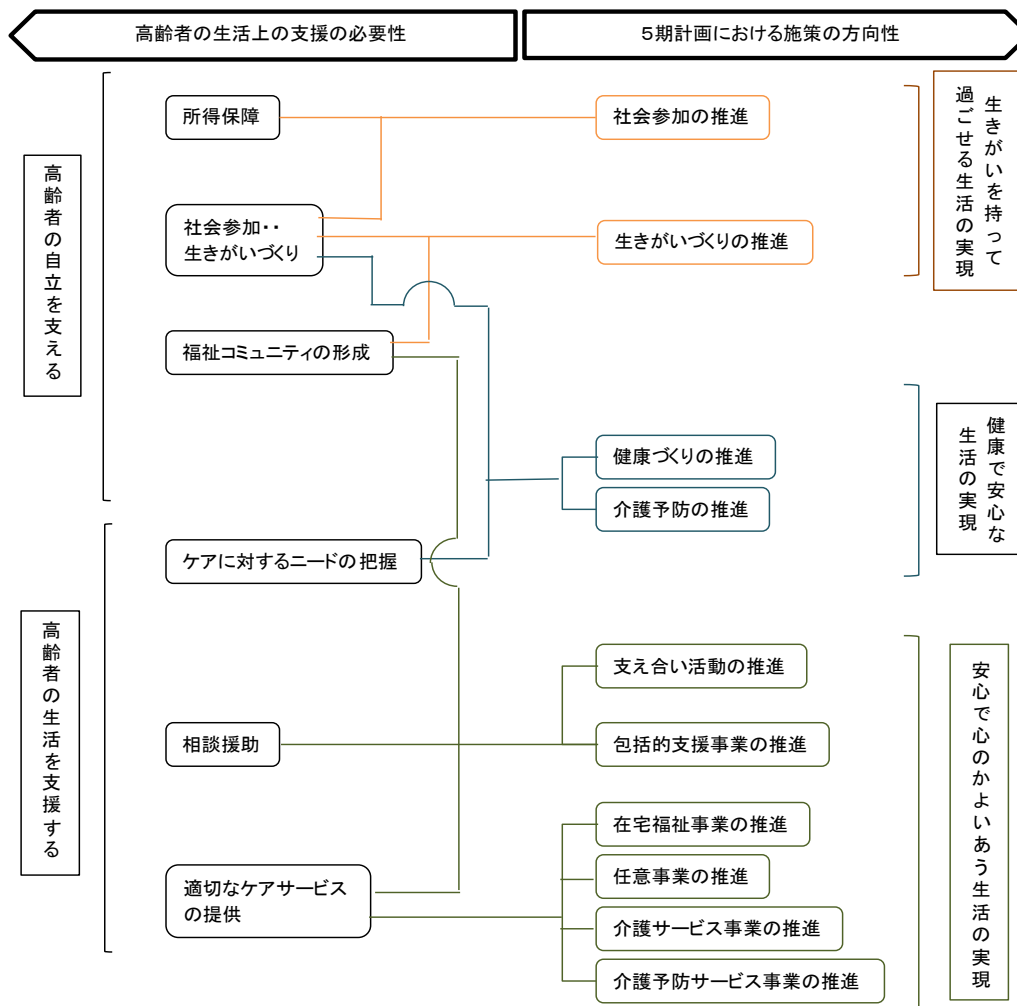 高齢者の生活上の支援の必要性
５期計画における施策の方向性
高齢者の自立を支える
所得保障
社会参加の推進
生きがいを持って
過ごせる生活の実現
社会参加・・
生きがいづくり
生きがいづくりの推進
福祉コミュニティの形成
健康づくりの推進
介護予防の推進
健康で安心な
生活の実現
高齢者の生活を支援する
ケアに対するニードの把握
支え合い活動の推進
相談援助
包括的支援事業の推進
安心で心のかよいあう生活の実現
在宅福祉事業の推進
適切なケアサービス
の提供
任意事業の推進
介護サービス事業の推進
介護予防サービス事業の推進